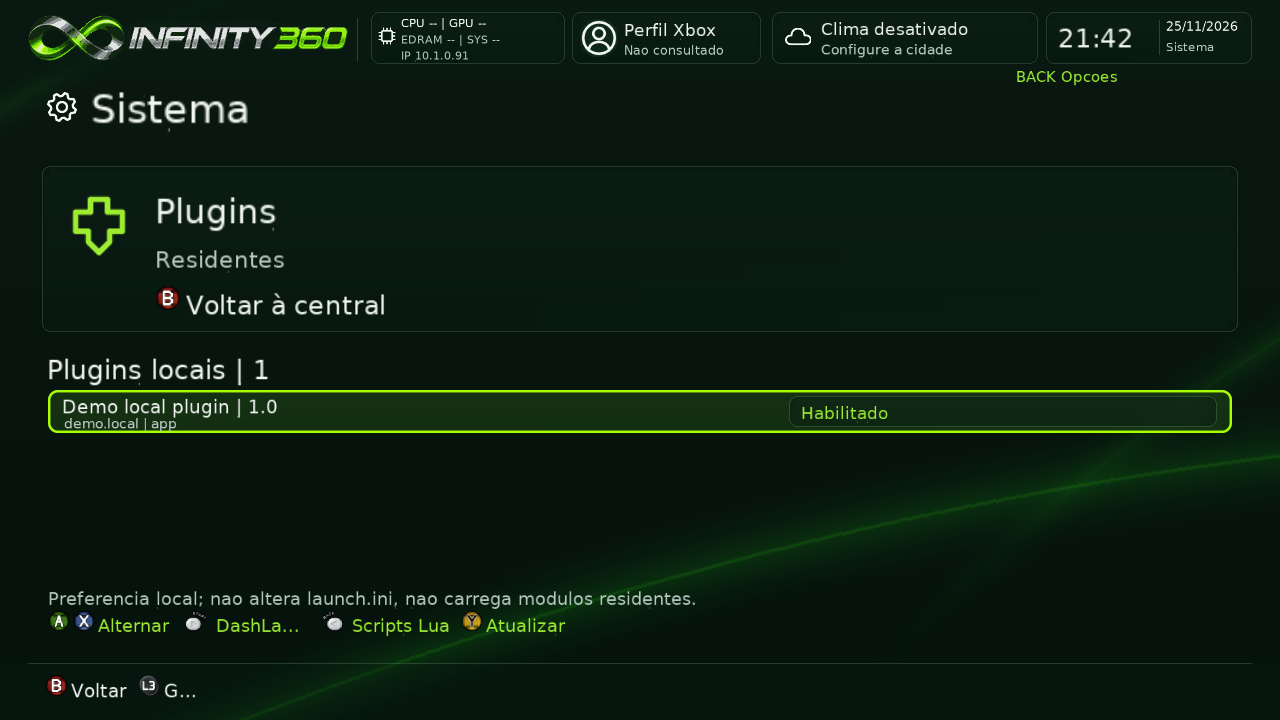 INFINITY 360
CPU -- | GPU --
EDRAM -- | SYS --
IP 10.1.0.91
Perfil Xbox
Nao consultado
Clima desativado
Configure a cidade
21:42
25/11/2026
Sistema
BACK Opcoes
Sistema
Plugins
Residentes
B Voltar à central
Plugins locais | 1
Demo local plugin | 1.0
demo.local | app
Habilitado
Preferencia local; nao altera launch.ini, nao carrega modulos residentes.
A X Alternar DashLa... Scripts Lua Y Atualizar
B Voltar L3 G...